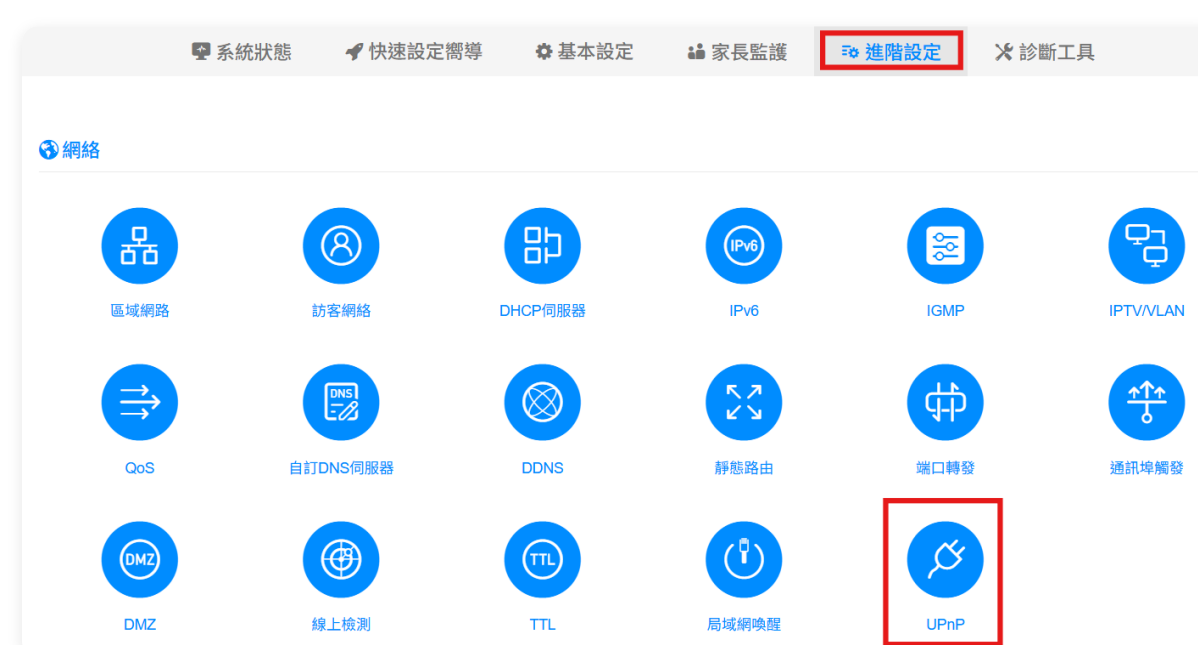 系統狀態 快速設定嚮導 基本設定 家長監護 進階設定 診斷工具
網絡
IPv6
區域網路 訪客網絡 DHCP伺服器 IPv6 IGMP IPTV/VLAN
DNS
QoS 自訂DNS伺服器 DDNS 靜態路由 端口轉發 通訊埠觸發
DMZ TTL
DMZ 線上檢測 TTL 局域網喚醒 UPnP